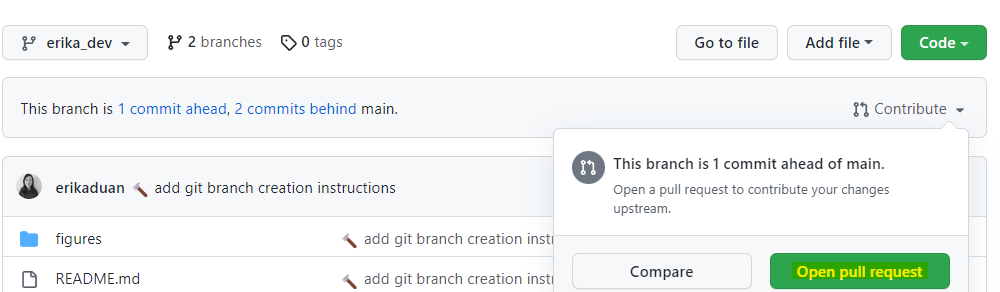 erika_dev 2 branches 0 tags Go to file Add file Code
This branch is 1 commit ahead, 2 commits behind main. Contribute
This branch is 1 commit ahead of main.
Open a pull request to contribute your changes
upstream.
erikaduan add git branch creation instructions
figures add git branch creation instr
README.md add git branch creation instr
Compare Open pull request